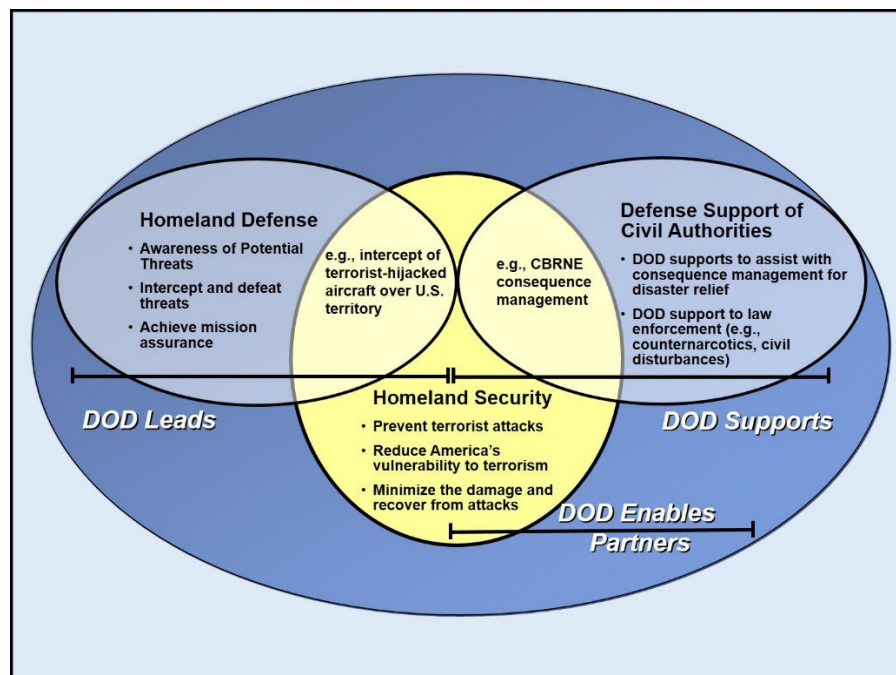 Homeland Defense
• Awareness of Potential
Threats
• Intercept and defeat
threats
• Achieve mission
assurance
e.g., intercept of
terrorist-hijacked
aircraft over U.S.
territory
e.g., CBRNE
consequence
management
Defense Support of
Civil Authorities
• DOD supports to assist with
consequence management for
disaster relief
• DOD support to law
enforcement (e.g.,
counternarcotics, civil
disturbances)
DOD Leads
Homeland Security
• Prevent terrorist attacks
• Reduce America's
vulnerability to terrorism
• Minimize the damage and
recover from attacks
DOD Supports
DOD Enables
Partners